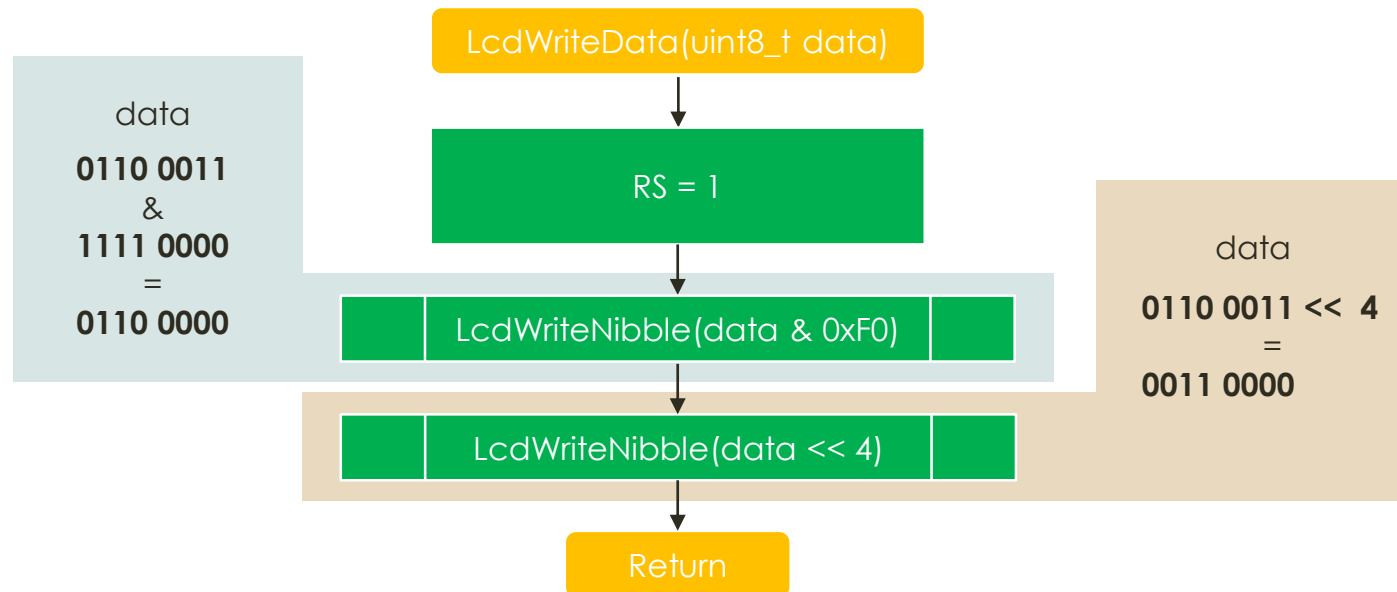 LcdWriteData(uint8_t data)
data
0110 0011
&
1111 0000
=
0110 0000
RS = 1
LcdWriteNibble(data & 0xF0)
data
0110 0011 << 4
=
0011 0000
LcdWriteNibble(data << 4)
Return